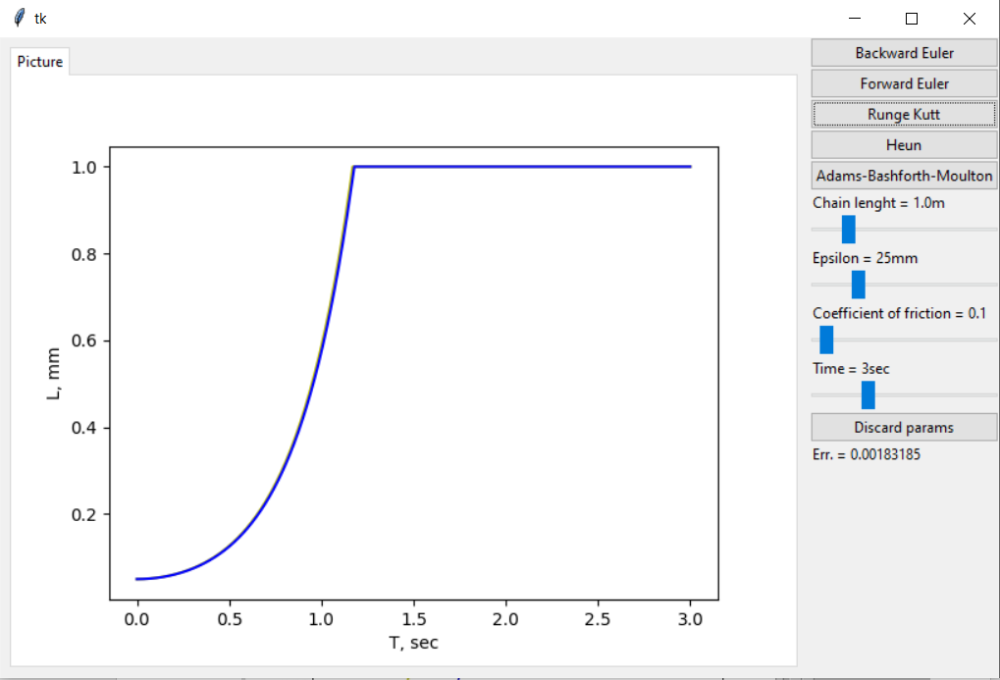 tk
Picture
1.0
0.8
0.6
0.4
0.2
L, mm
0.0 0.5 1.0 1.5 2.0 2.5 3.0
T, sec
Backward Euler
Forward Euler
Runge Kutt
Heun
Adams-Bashforth-Moulton
Chain lenght = 1.0m
Epsilon = 25mm
Coefficient of friction = 0.1
Time = 3sec
Discard params
Err. = 0.00183185